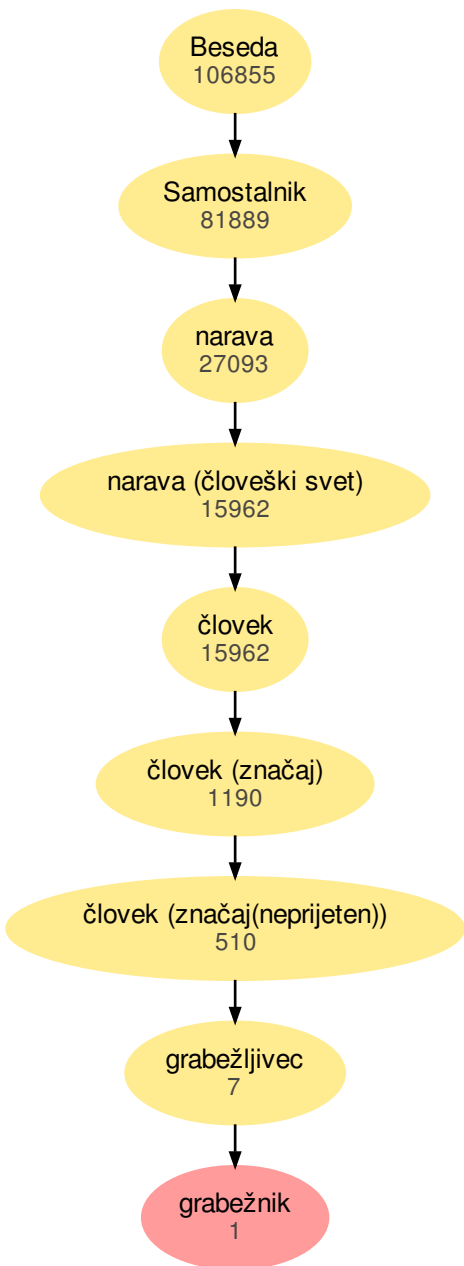 Beseda
106855
Samostalnik
81889
narava
27093
narava (človeški svet)
15962
človek
15962
človek (značaj)
1190
človek (značaj(neprijeten))
510
grabežljivec
7
grabežnik
1